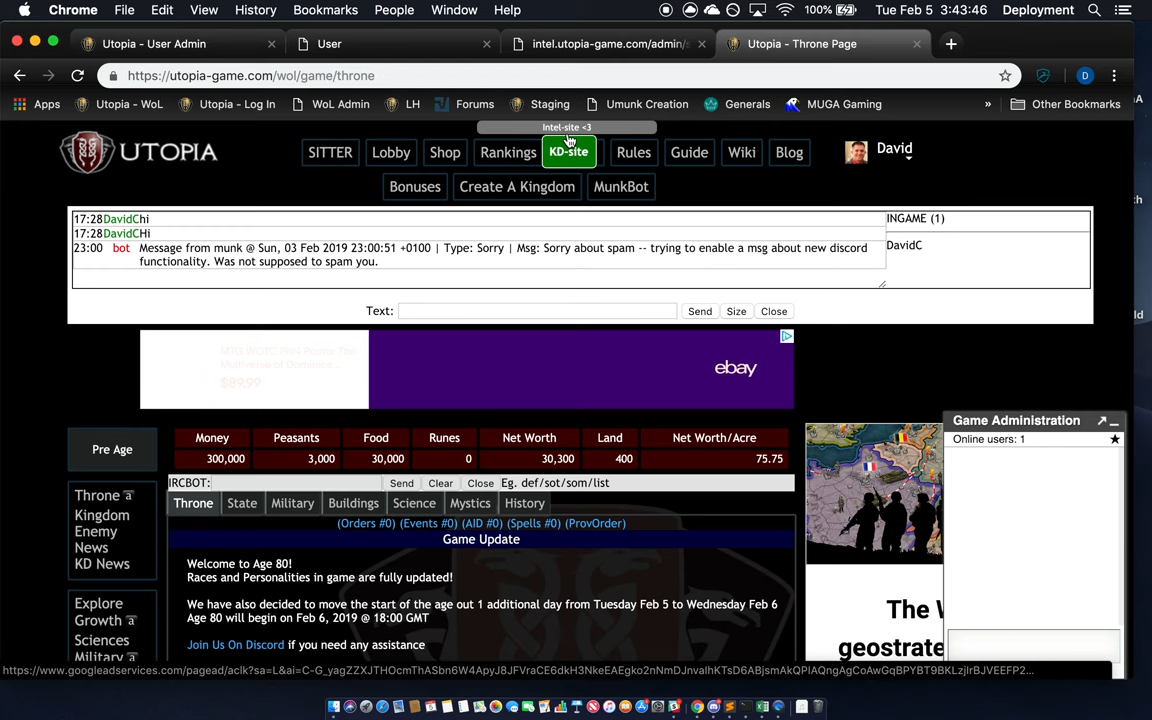 Chrome File Edit View History Bookmarks People Window Help 100% Tue Feb 5 3:43:46 Deployment
Utopia - User Admin User intel.utopia-game.com/admin/s Utopia - Throne Page
https://utopia-game.com/wol/game/throne D
Apps Utopia - WoL Utopia - Log In WoL Admin LH Forums Staging Umunk Creation Generals MUGA Gaming » Other Bookmarks
Intel-site <3
UTOPIA SITTER Lobby Shop Rankings KD-site Rules Guide Wiki Blog David
Bonuses Create A Kingdom MunkBot
17:28DavidChi INGAME (1)
17:28DavidCHi
DavidC
23:00 bot Message from munk @ Sun, 03 Feb 2019 23:00:51 +0100 | Type: Sorry | Msg: Sorry about spam -- trying to enable a msg about new discord
functionality. Was not supposed to spam you.
Text: Send Size Close
$89.99
ebay
Game Administration
Online users: 1
Pre Age
Money Peasants Food Runes Net Worth Land Net Worth/Acre
300,000 3,000 30,000 0 30,300 400 75.75
IRCBOT: Send Clear Close Eg. def/sot/som/list
Throne State Military Buildings Science Mystics History
Throne a
Kingdom
Enemy
News
KD News
Explore
Growth a
Sciences
Military a
(Orders #0) (Events #0) (AID #0) (Spells #0) (ProvOrder)
Game Update
Welcome to Age 80!
Races and Personalities in game are fully updated!
We have also decided to move the start of the age out 1 additional day from Tuesday Feb 5 to Wednesday Feb 6
Age 80 will begin on Feb 6, 2019 @ 18:00 GMT
Join Us On Discord if you need any assistance
The
geostrate